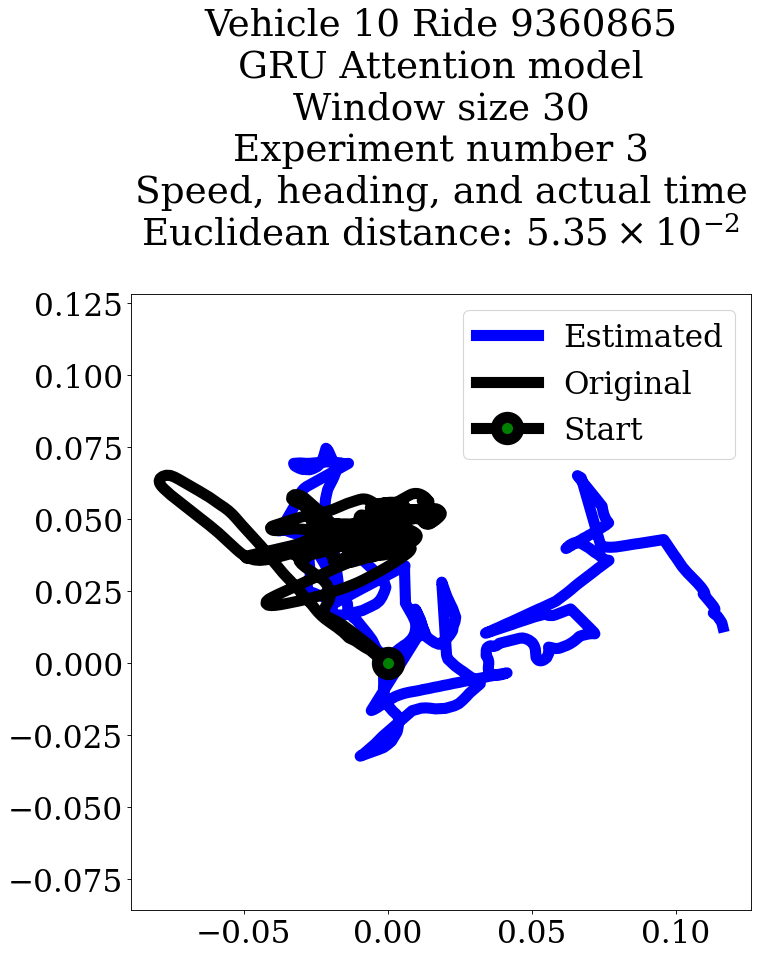 Vehicle 10 Ride 9360865
GRU Attention model
Window size 30
Experiment number 3
Speed, heading, and actual time
Euclidean distance: 5.35 × 10⁻²
Estimated
Original
Start
0.125
0.100
0.075
0.050
0.025
0.000
−0.025
−0.050
−0.075
−0.05 0.00 0.05 0.10